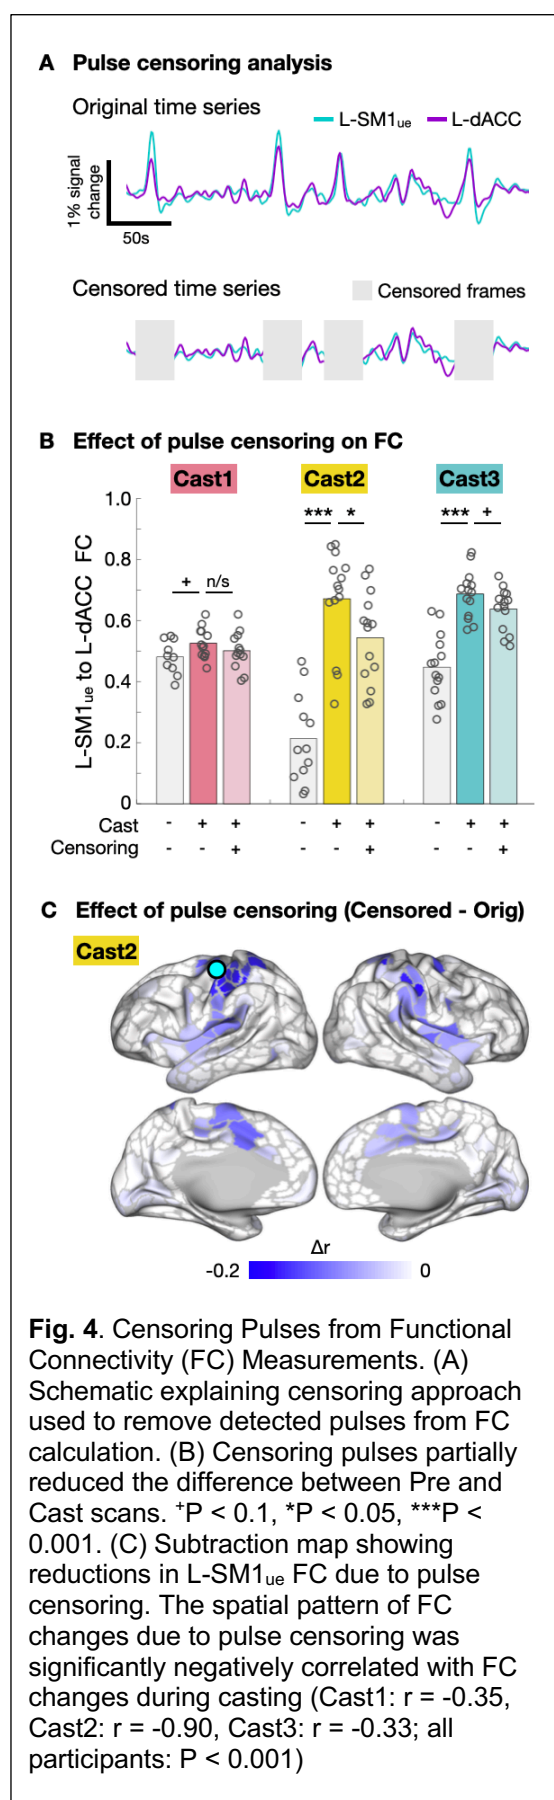 A Pulse censoring analysis
Original time series
L-SM1ue L-dACC
1% signal
change
50s
Censored time series
Censored frames
B Effect of pulse censoring on FC
Cast1 Cast2 Cast3
1.0
0.8
0.6
0.4
0.2
0
L-SM1ue to L-dACC FC
+ n/s *** * *** +
Cast - + + - + + - + +
Censoring - - + - - + - - +
C Effect of pulse censoring (Censored - Orig)
Cast2
Δr
-0.2 0
Fig. 4. Censoring Pulses from Functional
Connectivity (FC) Measurements. (A)
Schematic explaining censoring approach
used to remove detected pulses from FC
calculation. (B) Censoring pulses partially
reduced the difference between Pre and
Cast scans. +P < 0.1, *P < 0.05, ***P <
0.001. (C) Subtraction map showing
reductions in L-SM1ue FC due to pulse
censoring. The spatial pattern of FC
changes due to pulse censoring was
significantly negatively correlated with FC
changes during casting (Cast1: r = -0.35,
Cast2: r = -0.90, Cast3: r = -0.33; all
participants: P < 0.001)